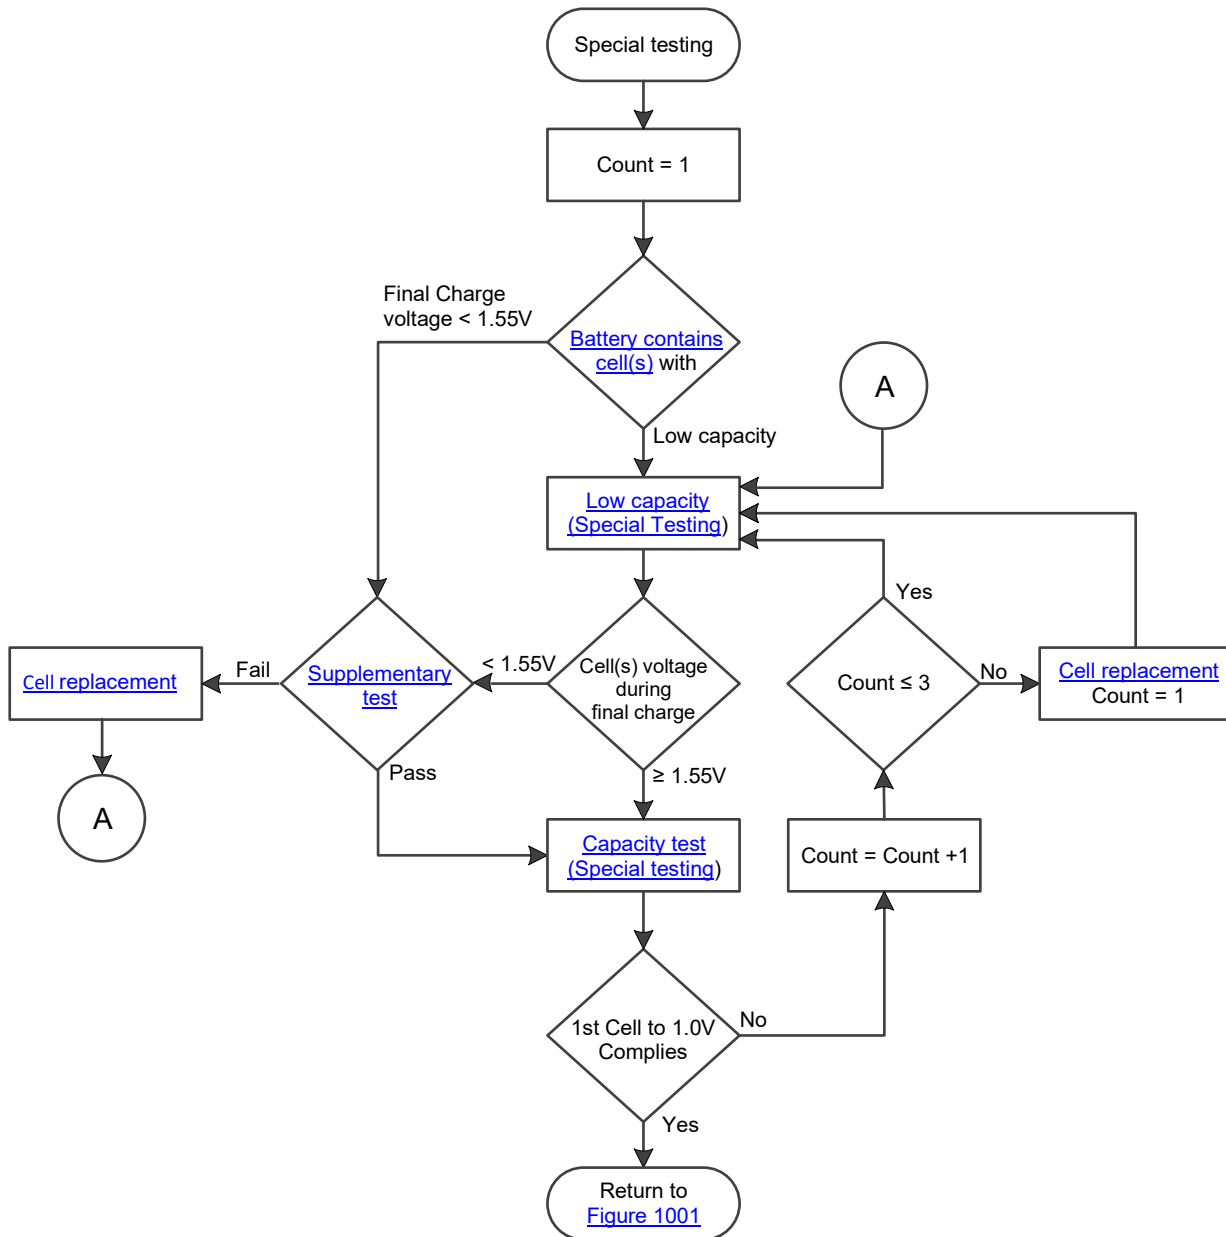 Special testing
Count = 1
Final Charge
voltage < 1.55V
Battery contains
cell(s) with
A
Low capacity
Low capacity
(Special Testing)
Yes
Cell replacement
Fail
Supplementary
test
< 1.55V
Cell(s) voltage
during
final charge
Count ≤ 3
No
Cell replacement
Count = 1
Pass
≥ 1.55V
A
Capacity test
(Special testing)
Count = Count +1
1st Cell to 1.0V
Complies
No
Yes
Return to
Figure 1001